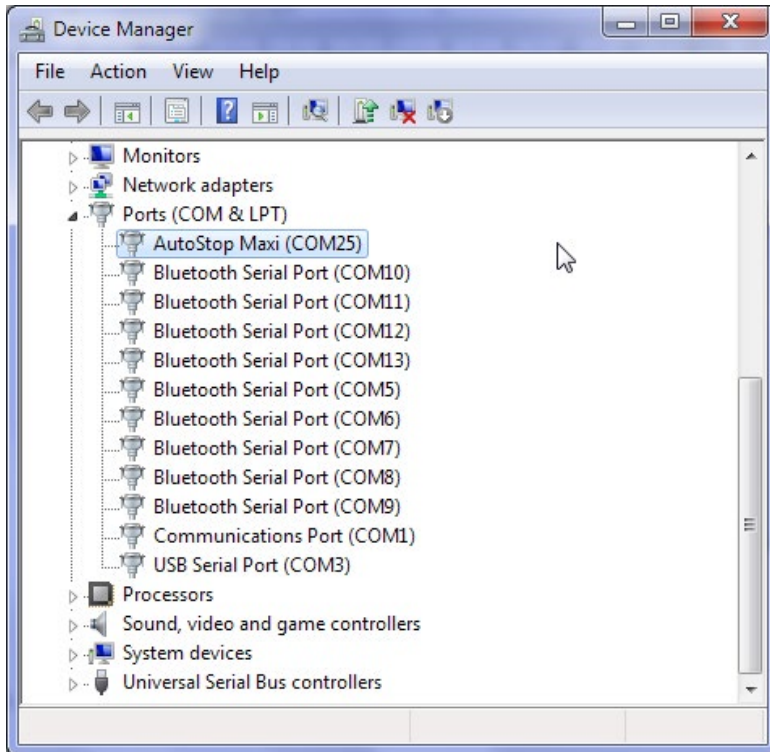 Device Manager
File Action View Help
Monitors
Network adapters
Ports (COM & LPT)
AutoStop Maxi (COM25)
Bluetooth Serial Port (COM10)
Bluetooth Serial Port (COM11)
Bluetooth Serial Port (COM12)
Bluetooth Serial Port (COM13)
Bluetooth Serial Port (COM5)
Bluetooth Serial Port (COM6)
Bluetooth Serial Port (COM7)
Bluetooth Serial Port (COM8)
Bluetooth Serial Port (COM9)
Communications Port (COM1)
USB Serial Port (COM3)
Processors
Sound, video and game controllers
System devices
Universal Serial Bus controllers